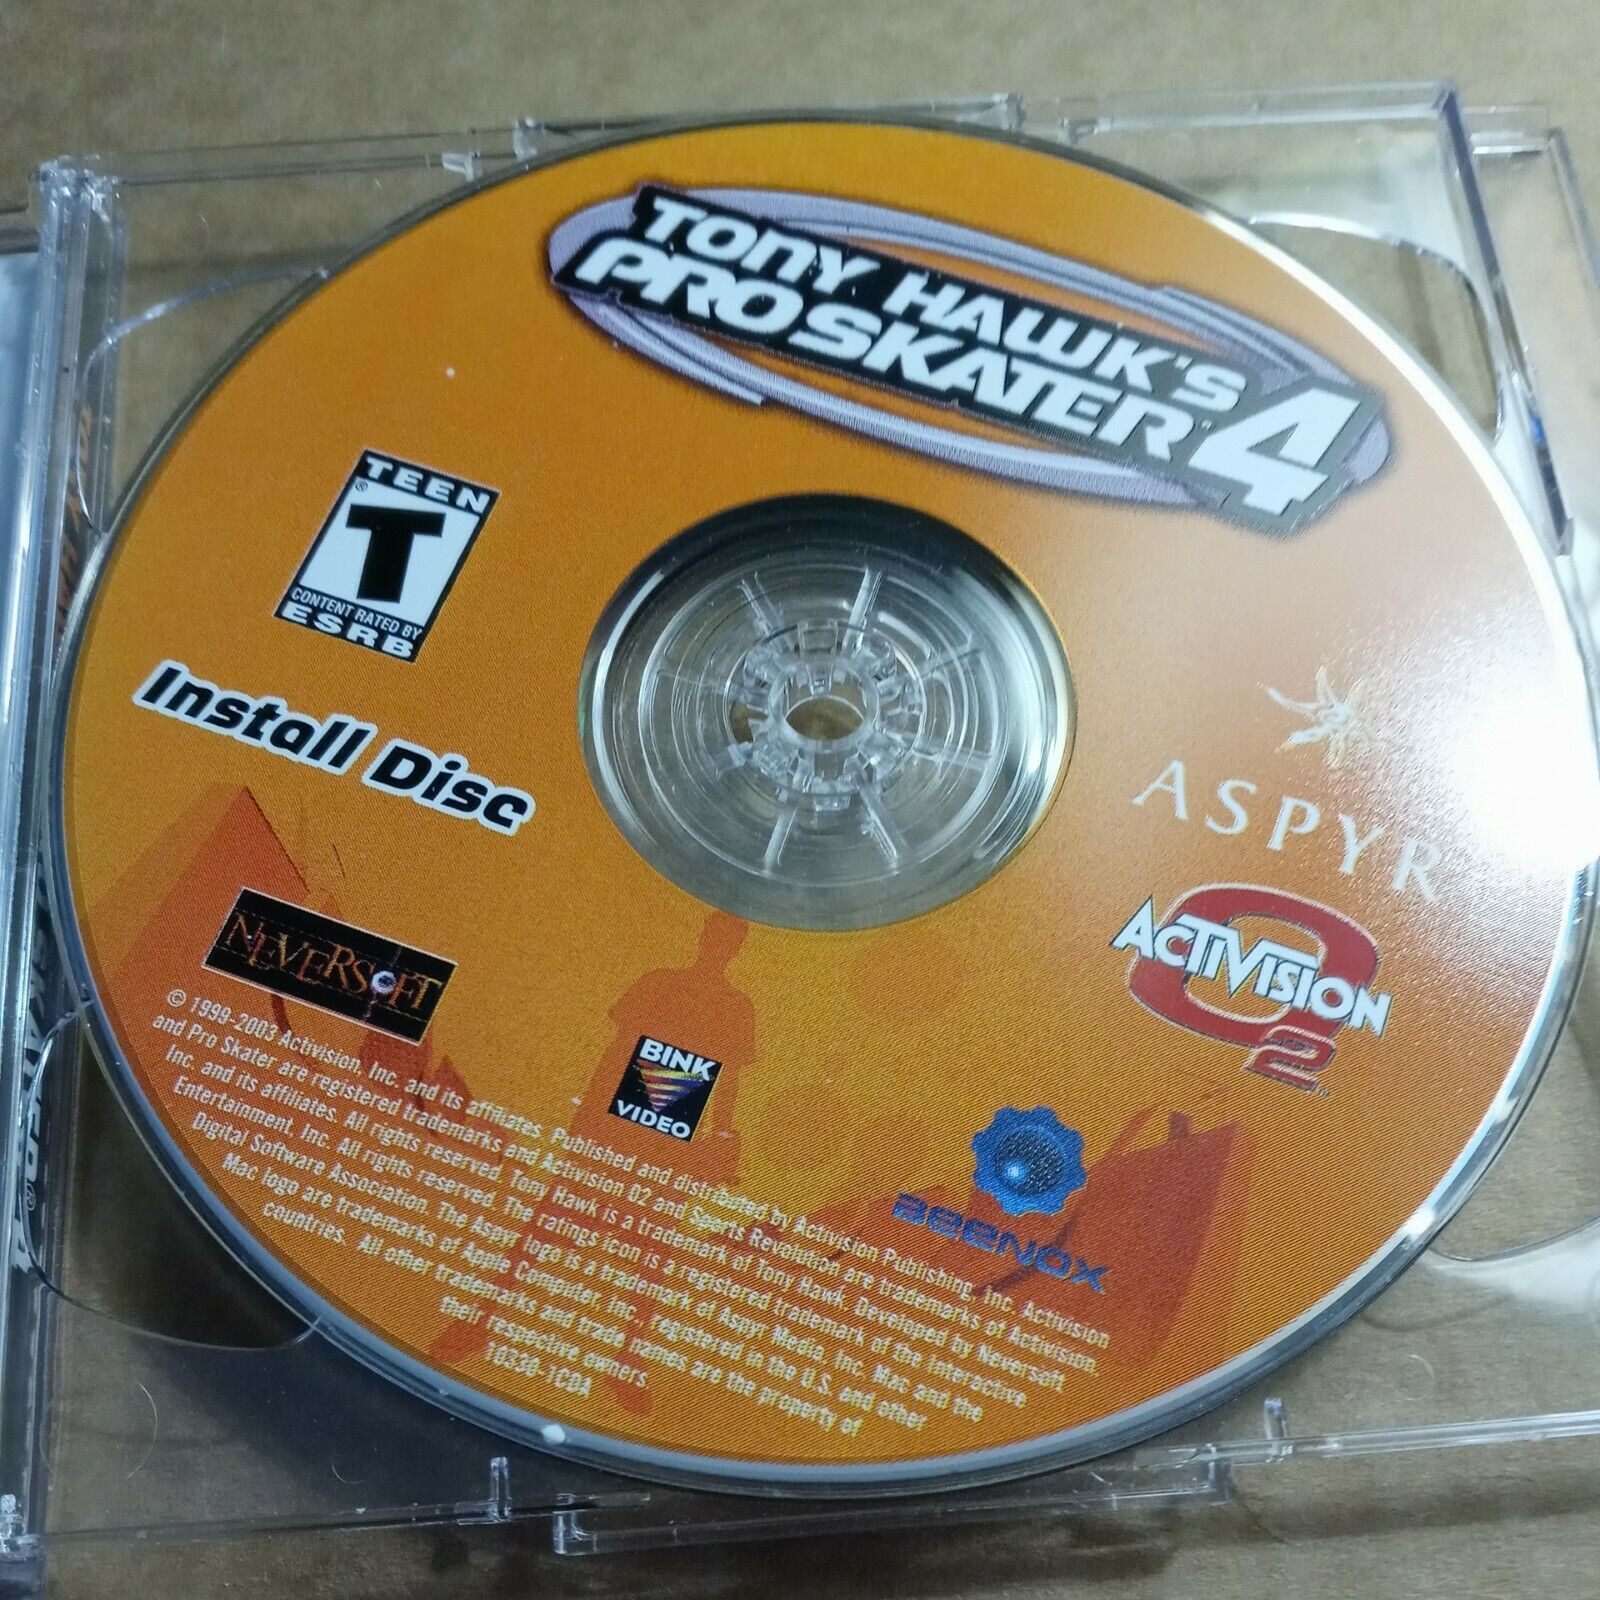 TONY HAWK'S
PRO SKATER 4
TEEN
T
CONTENT RATED BY
ESRB
Install Disc
ASPYR
ACTIVISION
O2
NEVERSOFT
BINK
VIDEO
BEENOX
© 1999-2003 Activision, Inc. and its affiliates. Published and distributed by Activision Publishing, Inc. Activision
and Pro Skater are registered trademarks and Activision O2 and Sports Revolution are trademarks of Activision,
Inc. and its affiliates. All rights reserved. Tony Hawk is a trademark of Tony Hawk. Developed by Neversoft
Entertainment, Inc. All rights reserved. The ratings icon is a registered trademark of the Interactive
Digital Software Association. The Aspyr logo is a trademark of Aspyr Media, Inc. Mac and the
Mac logo are trademarks of Apple Computer, Inc., registered in the U.S. and other
countries. All other trademarks and trade names are the property of
their respective owners.
10330-1CDA